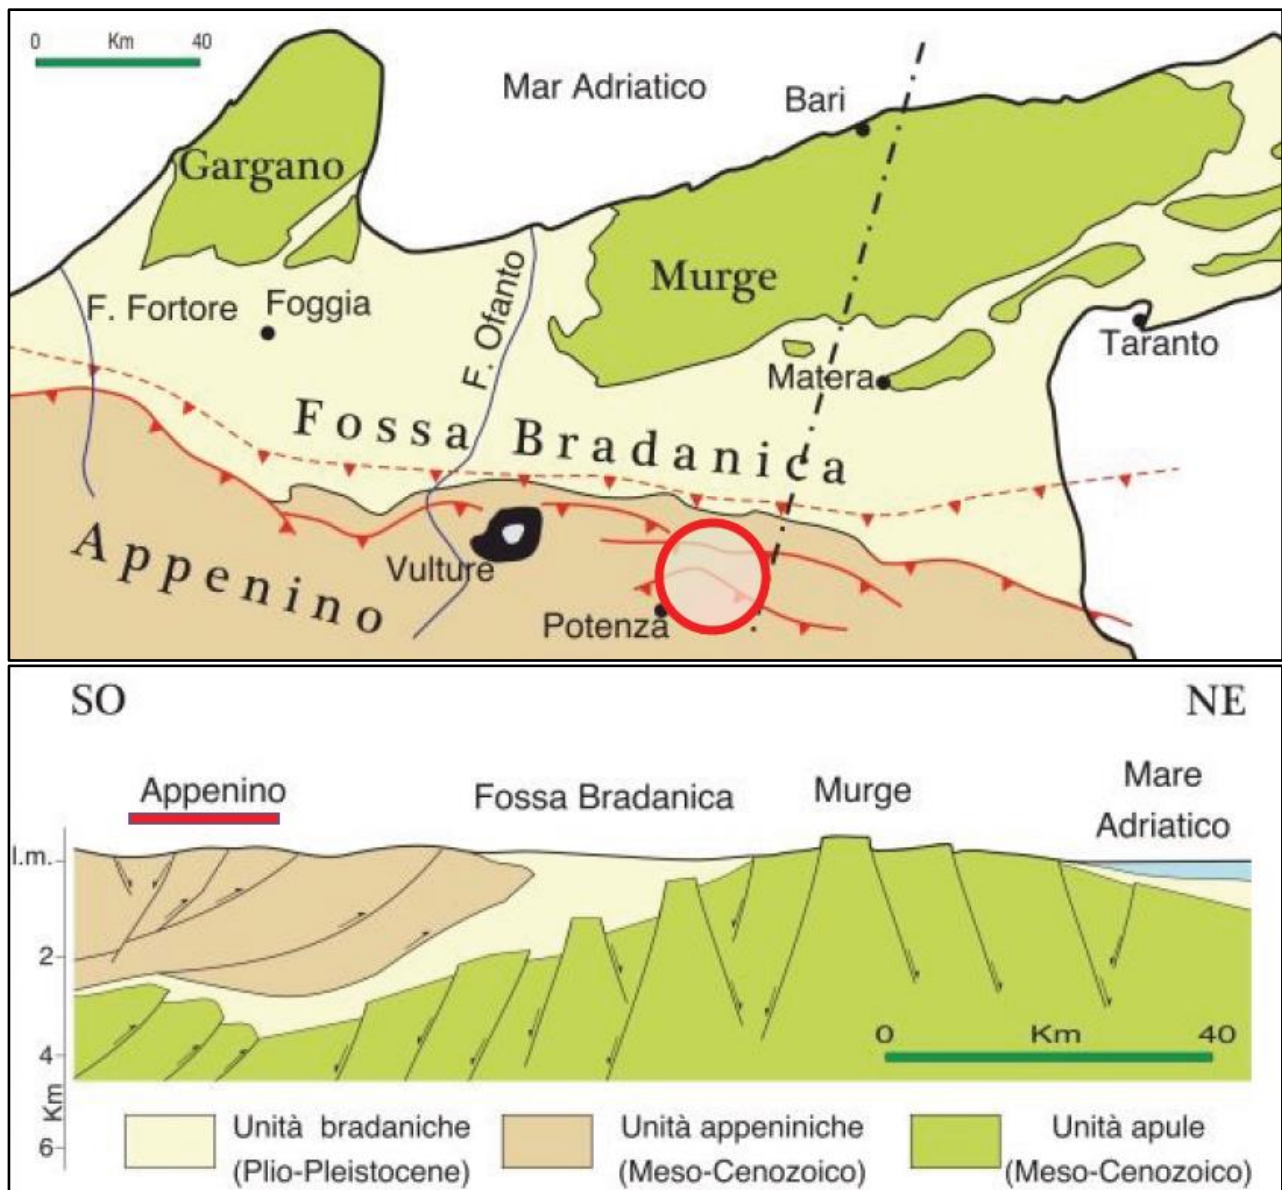 0 Km 40
Mar Adriatico
Bari
Gargano
Murge
F. Fortore
Foggia
F. Ofanto
Taranto
Matera
Fossa Bradanica
Appenino
Vulture
Potenza
SO
NE
Appenino
Fossa Bradanica
Murge
Mare
Adriatico
l.m.
2
4
Km
6
0 Km 40
Unità bradaniche
(Plio-Pleistocene)
Unità appeniniche
(Meso-Cenozoico)
Unità apule
(Meso-Cenozoico)